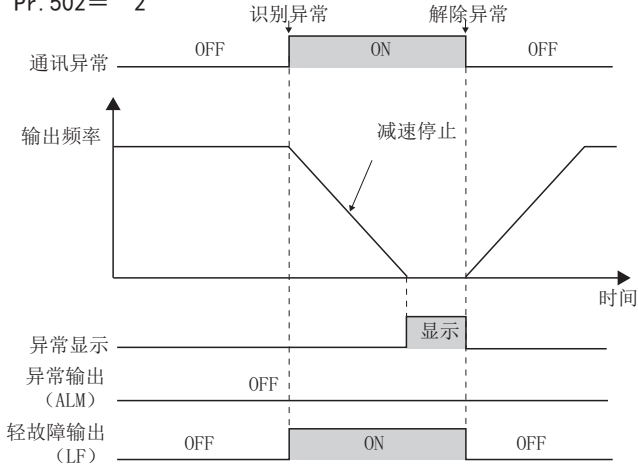 Pr.502= 2
识别异常 解除异常
通讯异常 OFF ON OFF
输出频率
减速停止
时间
异常显示 显示
异常输出 OFF
（ALM）
轻故障输出
（LF） OFF ON OFF